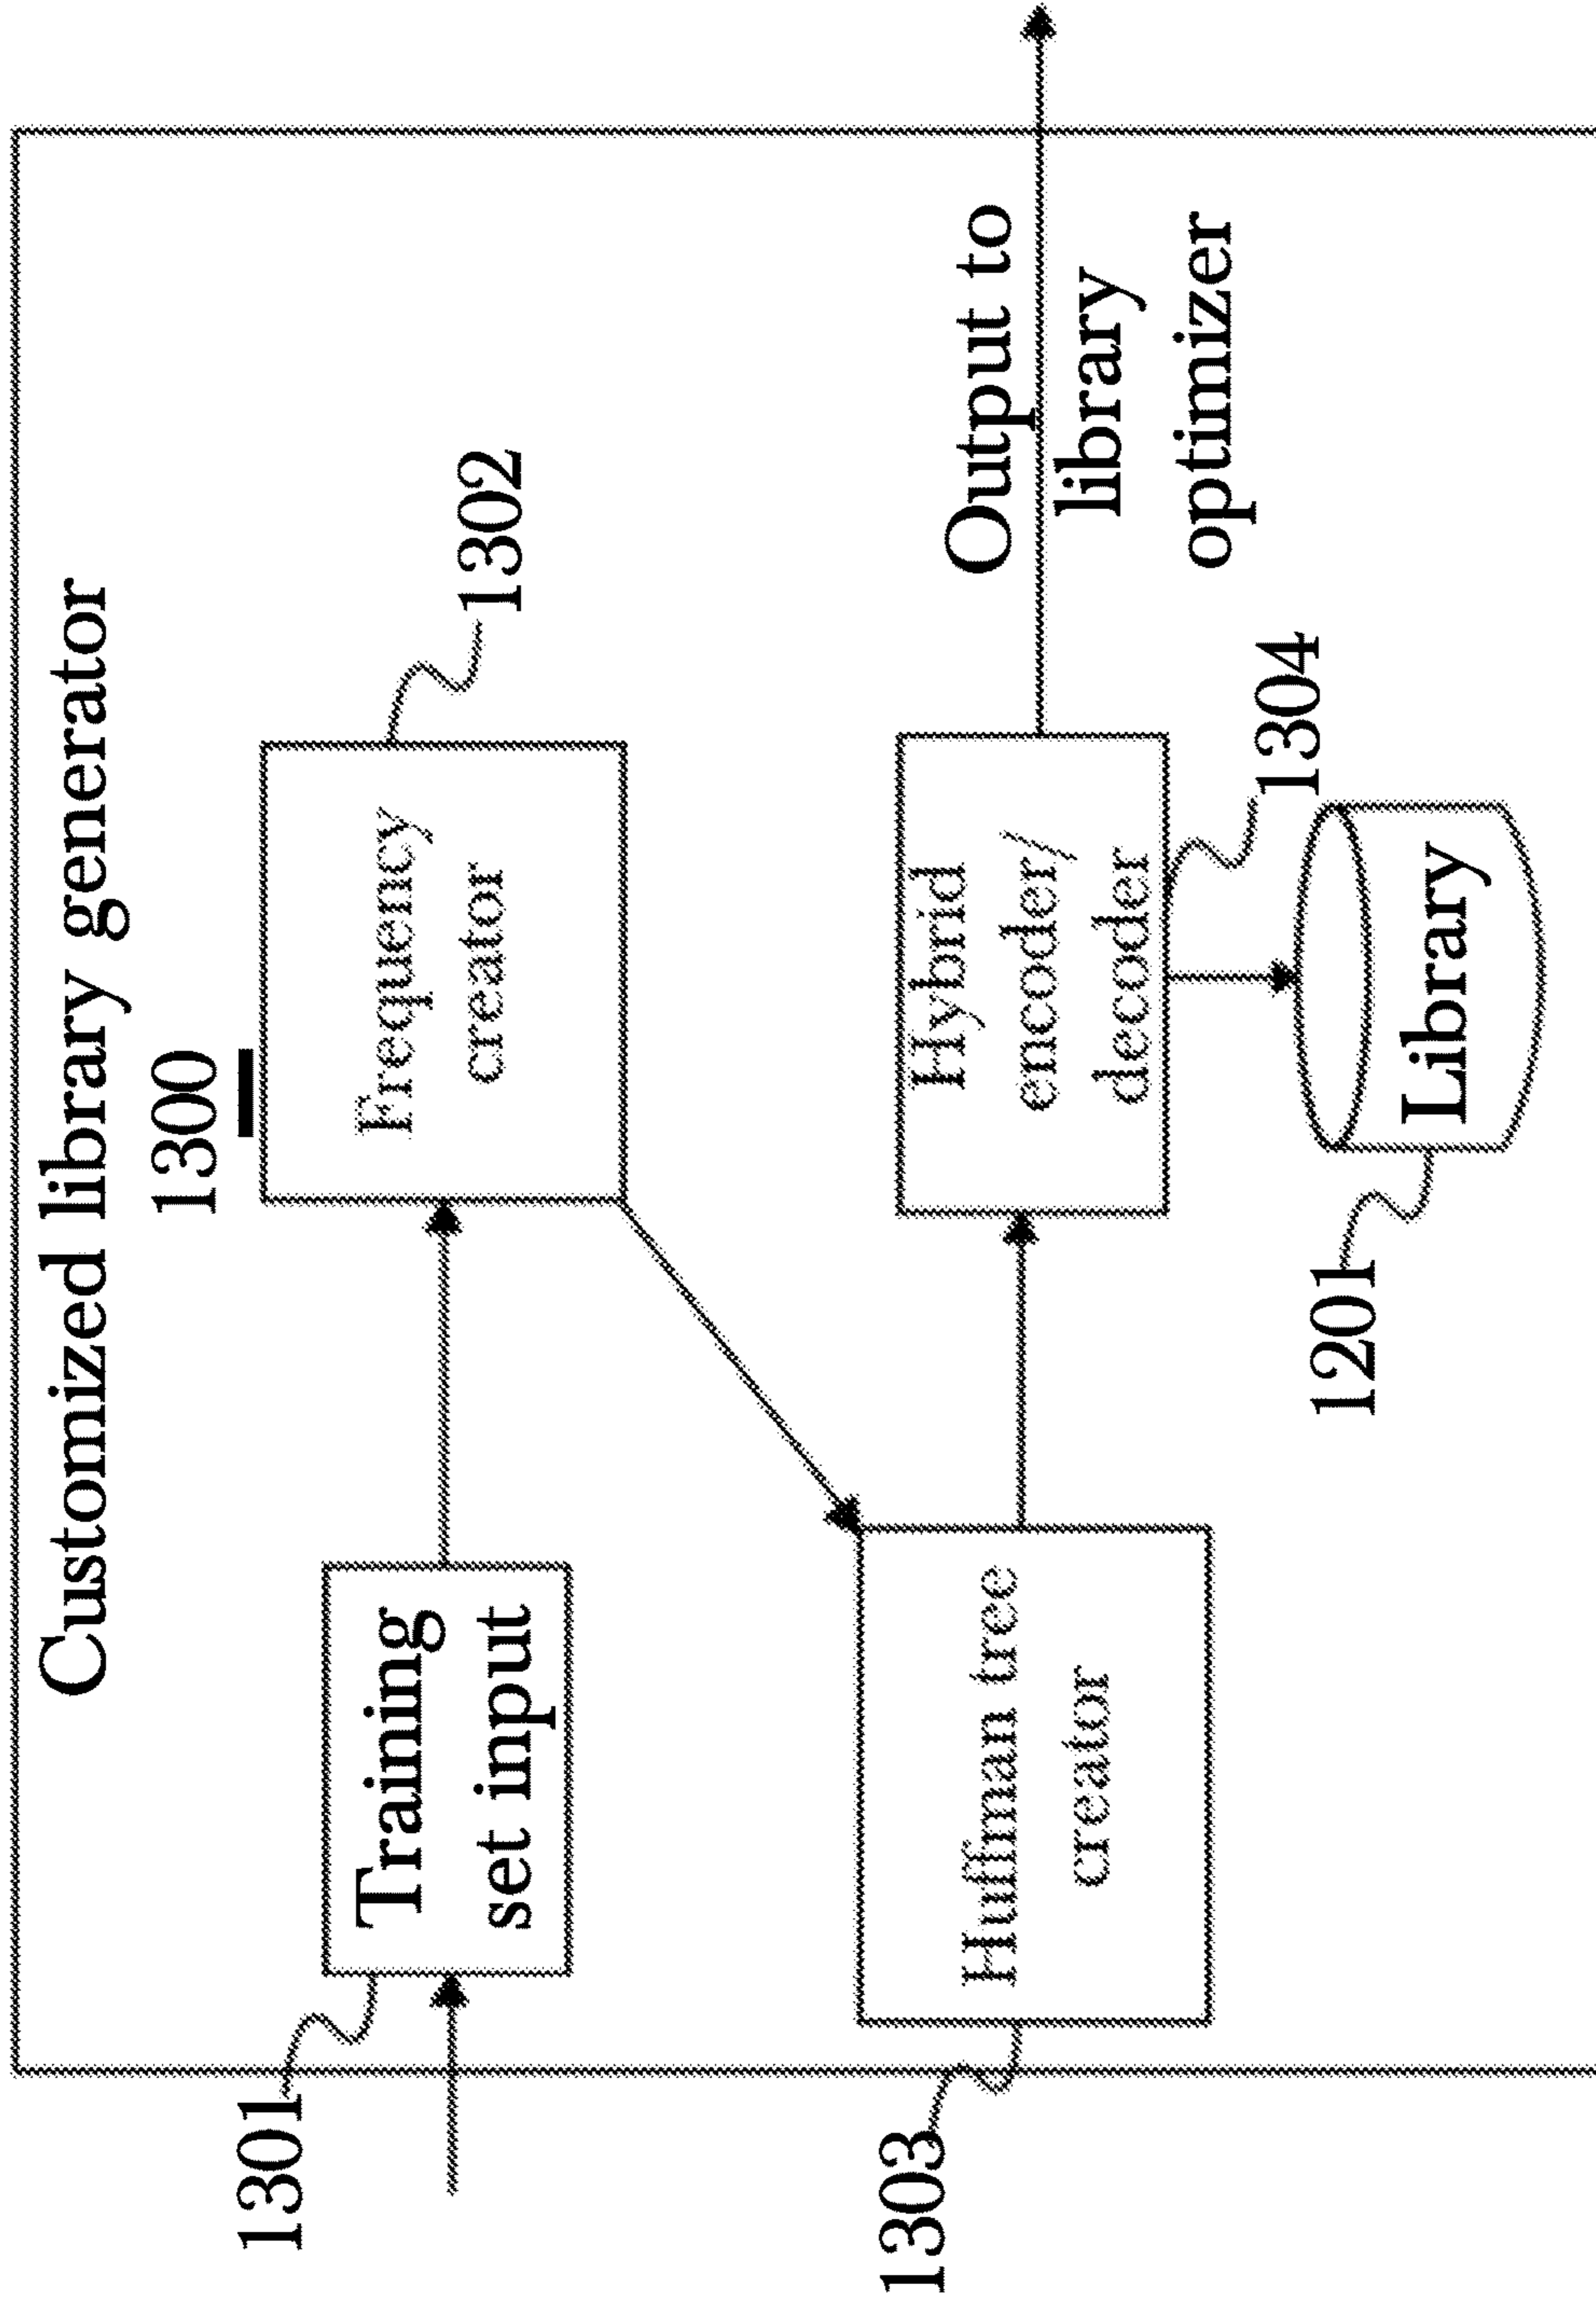 Customized library generator
1300
1301
Training
set input
Frequency
creator
1302
1303
Huffman tree
creator
Hybrid
encoder/
decoder
1304
Output to
library
optimizer
1201
Library